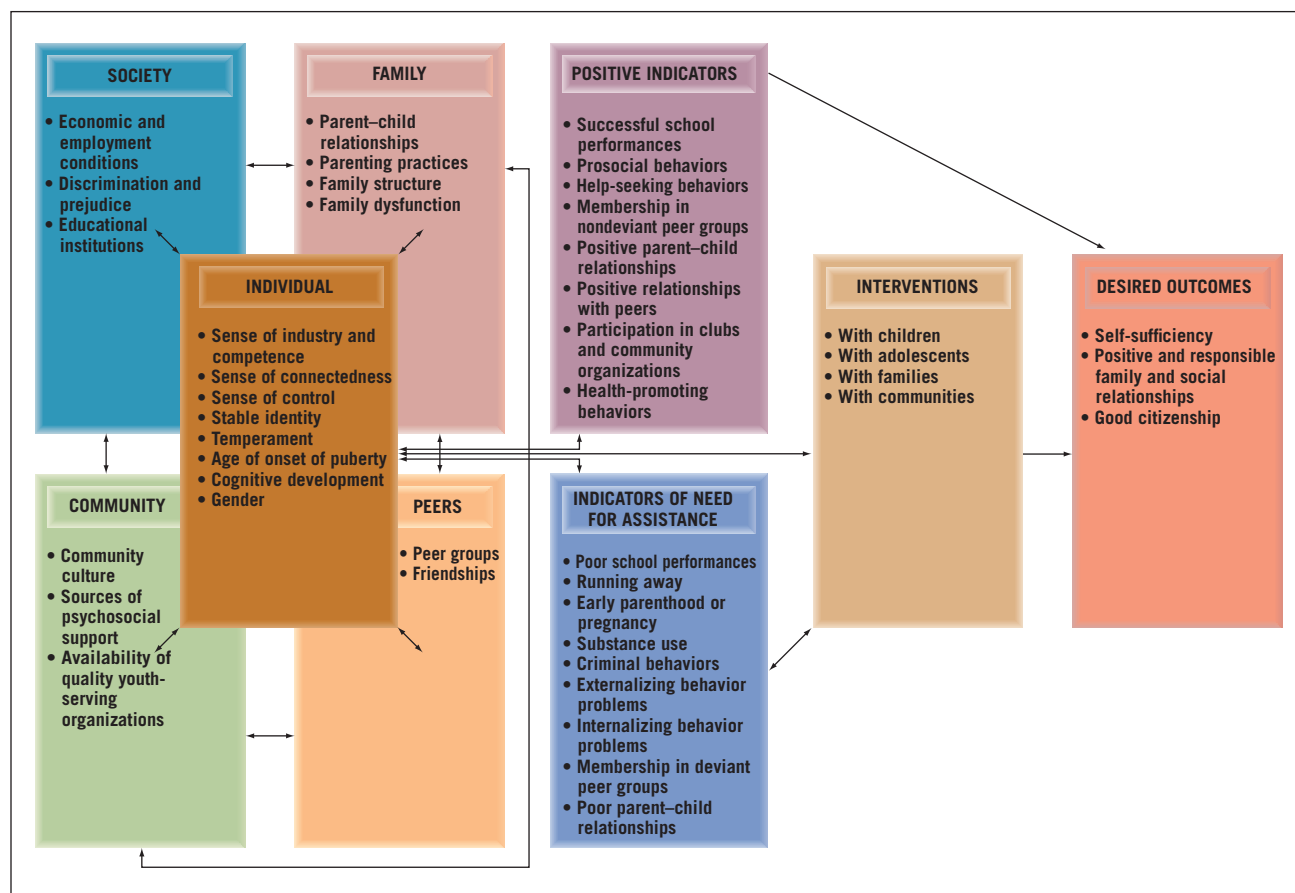 SOCIETY
• Economic and
employment
conditions
• Discrimination and
prejudice
• Educational
institutions
FAMILY
• Parent–child
relationships
• Parenting practices
• Family structure
• Family dysfunction
INDIVIDUAL
• Sense of industry and
competence
• Sense of connectedness
• Sense of control
• Stable identity
• Temperament
• Age of onset of puberty
• Cognitive development
• Gender
COMMUNITY
• Community
culture
• Sources of
psychosocial
support
• Availability of
quality youth-
serving
organizations
PEERS
• Peer groups
• Friendships
POSITIVE INDICATORS
• Successful school
performances
• Prosocial behaviors
• Help-seeking behaviors
• Membership in
nondeviant peer groups
• Positive parent–child
relationships
• Positive relationships
with peers
• Participation in clubs
and community
organizations
• Health-promoting
behaviors
INDICATORS OF NEED
FOR ASSISTANCE
• Poor school performances
• Running away
• Early parenthood or
pregnancy
• Substance use
• Criminal behaviors
• Externalizing behavior
problems
• Internalizing behavior
problems
• Membership in deviant
peer groups
• Poor parent–child
relationships
INTERVENTIONS
• With children
• With adolescents
• With families
• With communities
DESIRED OUTCOMES
• Self-sufficiency
• Positive and responsible
family and social
relationships
• Good citizenship